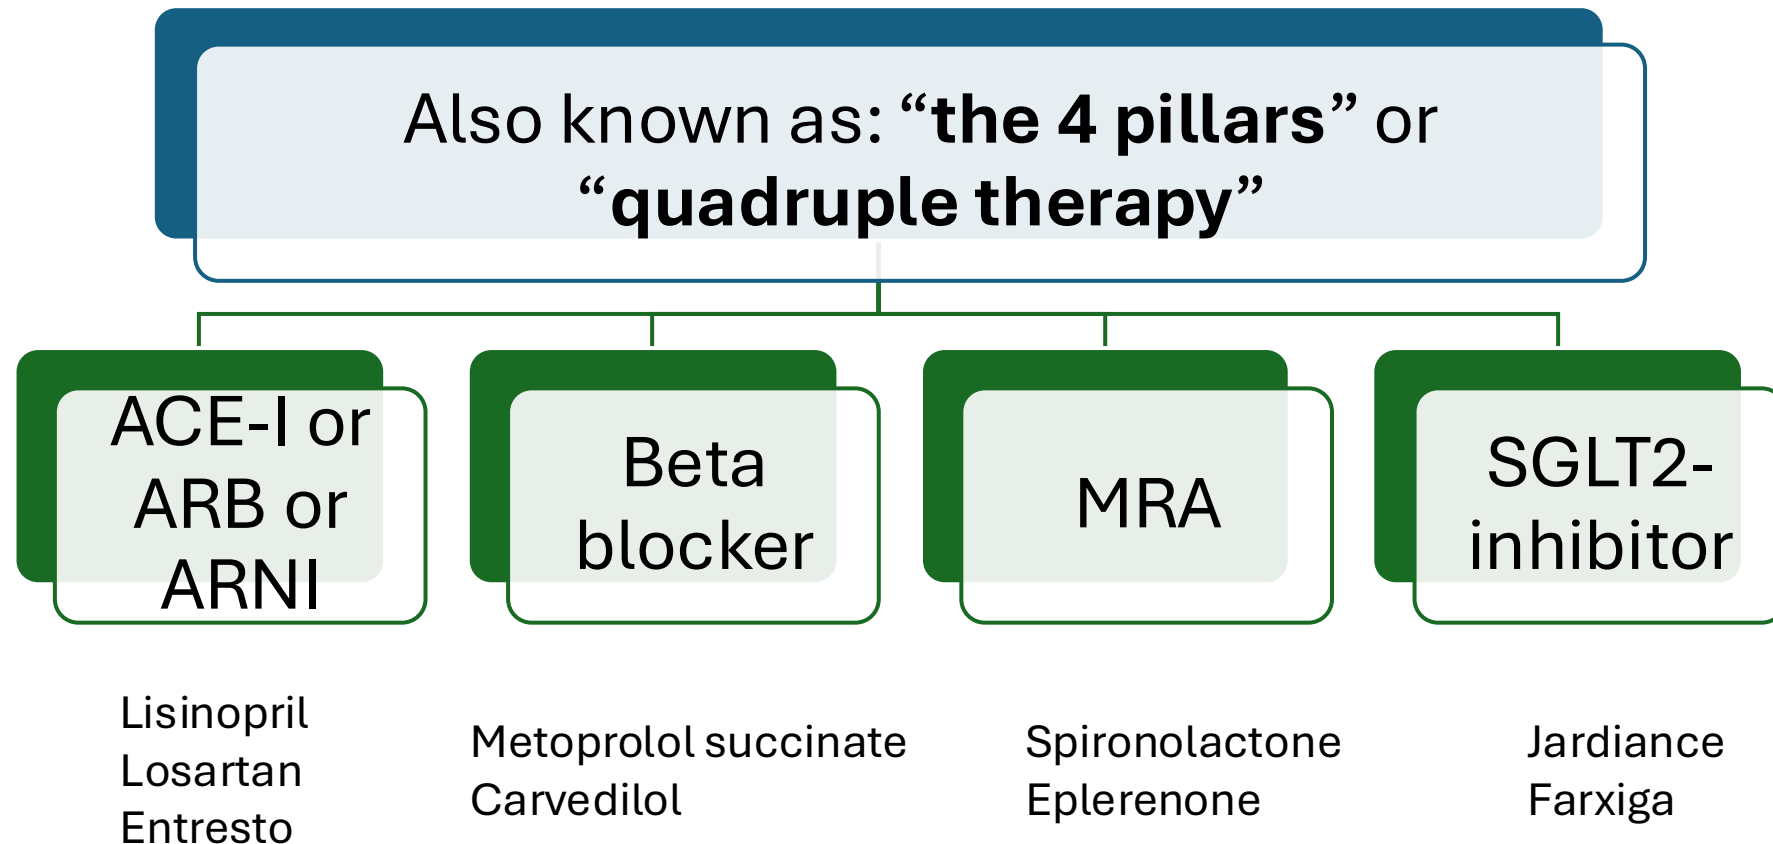 Also known as: “the 4 pillars” or
“quadruple therapy”
ACE-I or
ARB or
ARNI
Beta
blocker
MRA
SGLT2-
inhibitor
Lisinopril
Losartan
Entresto
Metoprolol succinate
Carvedilol
Spironolactone
Eplerenone
Jardiance
Farxiga